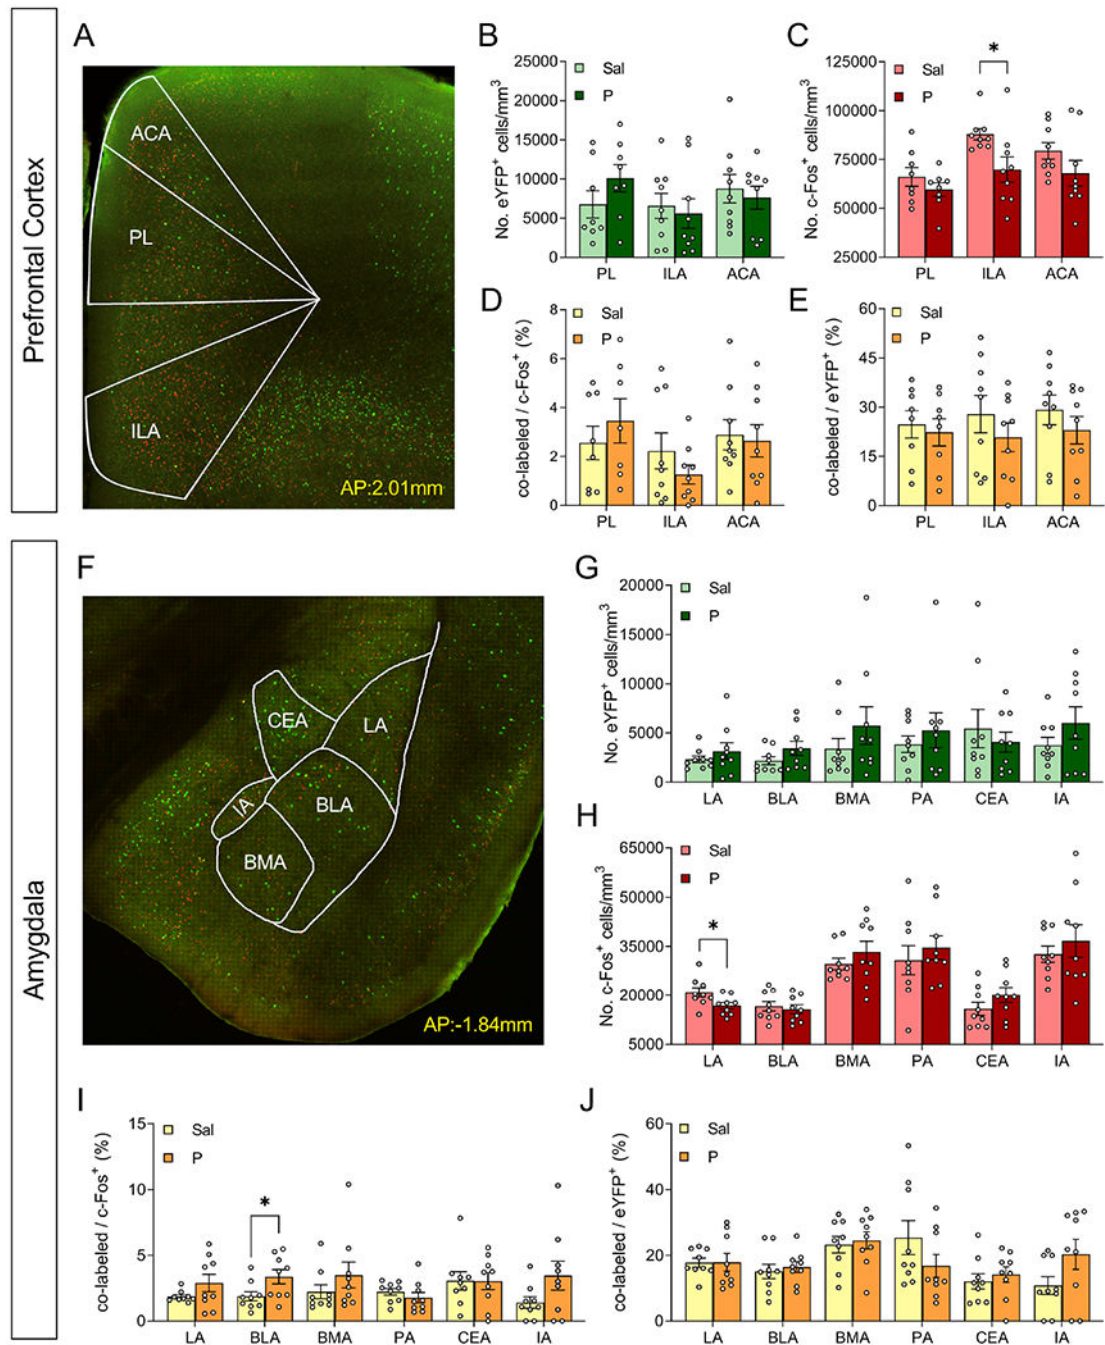 Prefrontal Cortex
A
ACA
PL
ILA
AP:2.01mm
B
No. eYFP⁺ cells/mm³
25000
20000
15000
10000
5000
0
Sal
P
PL ILA ACA
C
No. c-Fos⁺ cells/mm³
125000
100000
75000
50000
25000
Sal
P
*
PL ILA ACA
D
co-labeled / c-Fos⁺ (%)
8
6
4
2
0
Sal
P
PL ILA ACA
E
co-labeled / eYFP⁺ (%)
60
45
30
15
0
Sal
P
PL ILA ACA
Amygdala
F
CEA
LA
IA
BLA
BMA
AP:-1.84mm
G
No. eYFP⁺ cells/mm³
20000
15000
10000
5000
0
Sal
P
LA BLA BMA PA CEA IA
H
No. c-Fos⁺ cells/mm³
65000
50000
35000
20000
5000
Sal
P
*
LA BLA BMA PA CEA IA
I
co-labeled / c-Fos⁺ (%)
15
10
5
0
Sal
P
*
LA BLA BMA PA CEA IA
J
co-labeled / eYFP⁺ (%)
60
40
20
0
Sal
P
LA BLA BMA PA CEA IA